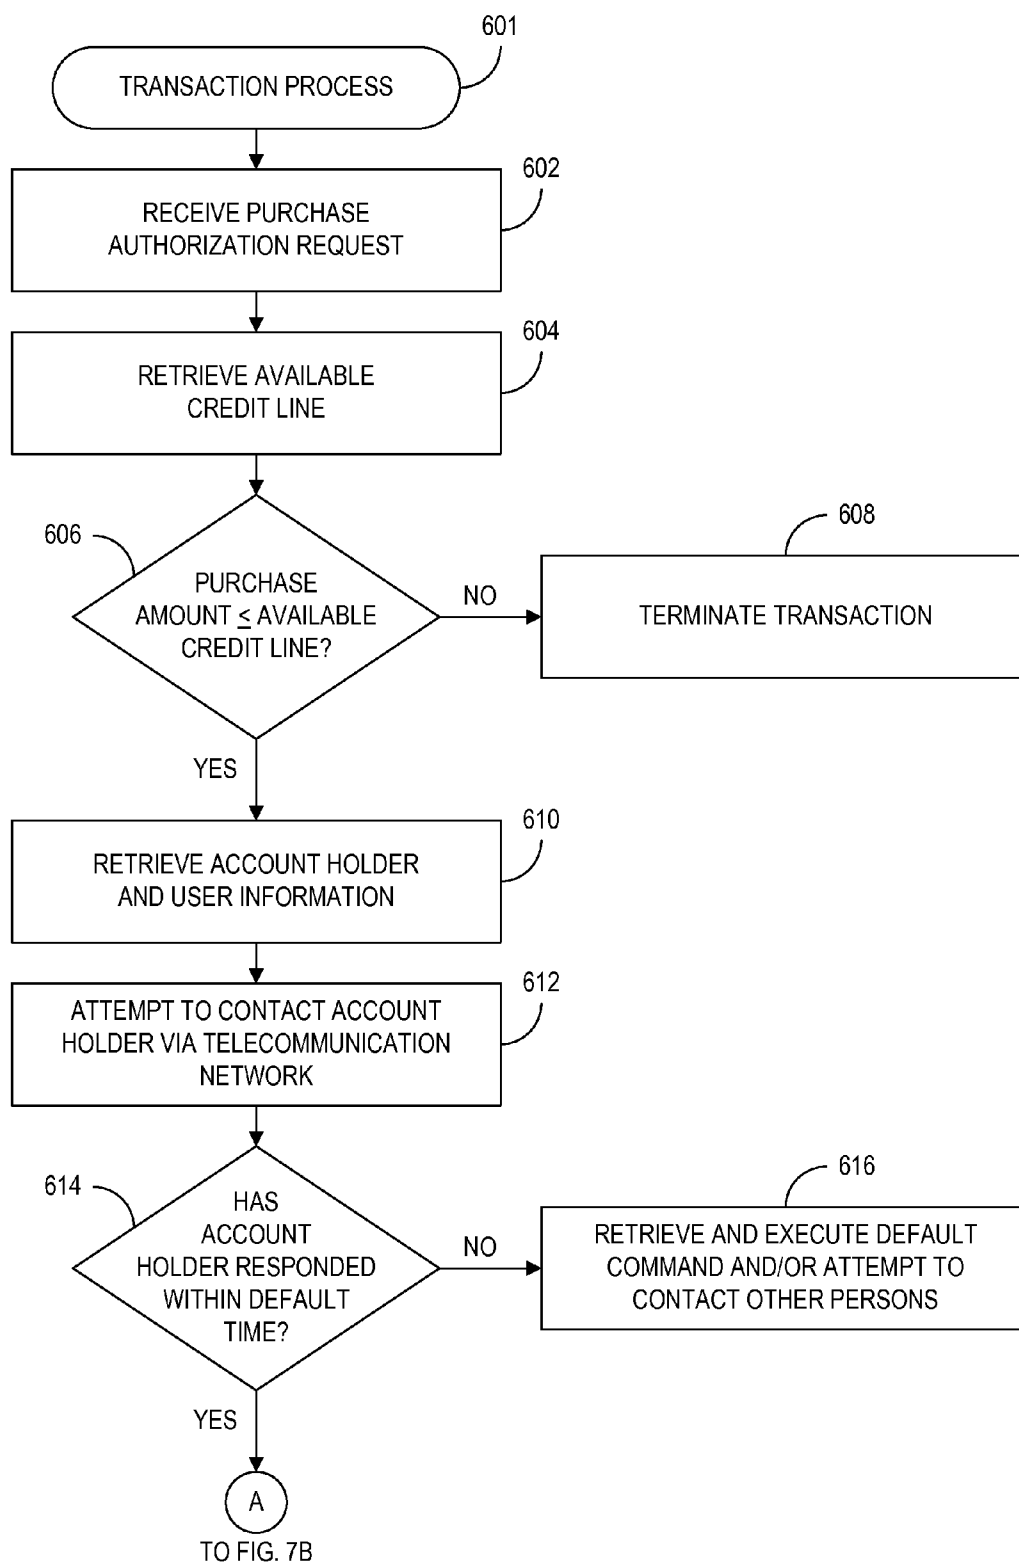 601
TRANSACTION PROCESS
602
RECEIVE PURCHASE
AUTHORIZATION REQUEST
604
RETRIEVE AVAILABLE
CREDIT LINE
606
PURCHASE
AMOUNT ≤ AVAILABLE
CREDIT LINE?
NO
608
TERMINATE TRANSACTION
YES
610
RETRIEVE ACCOUNT HOLDER
AND USER INFORMATION
612
ATTEMPT TO CONTACT ACCOUNT
HOLDER VIA TELECOMMUNICATION
NETWORK
614
HAS
ACCOUNT
HOLDER RESPONDED
WITHIN DEFAULT
TIME?
NO
616
RETRIEVE AND EXECUTE DEFAULT
COMMAND AND/OR ATTEMPT TO
CONTACT OTHER PERSONS
YES
A
TO FIG. 7B